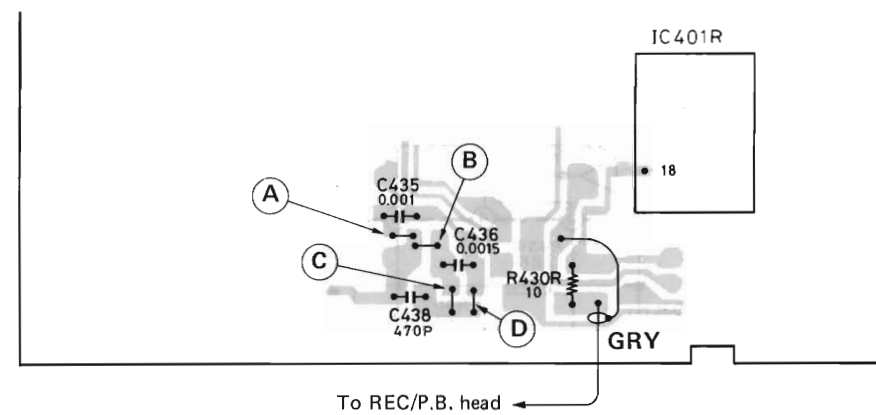 IC401R
18
B
A
C435
0.001
C436
0.0015
C
R430R
10
C438
470P
D
GRY
To REC/P.B. head